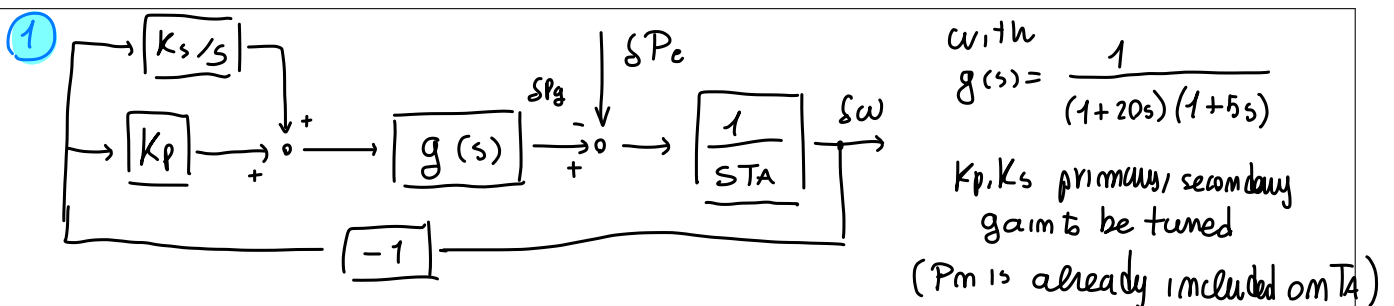 1
Ks/s
δPe
Kp
+
+
g(s)
δPg
-
+
1
STA
δω
-1
with
g(s)= 1
(1+20s)(1+5s)
Kp, Ks primary, secondary
gain to be tuned
(Pm is already included on TA)